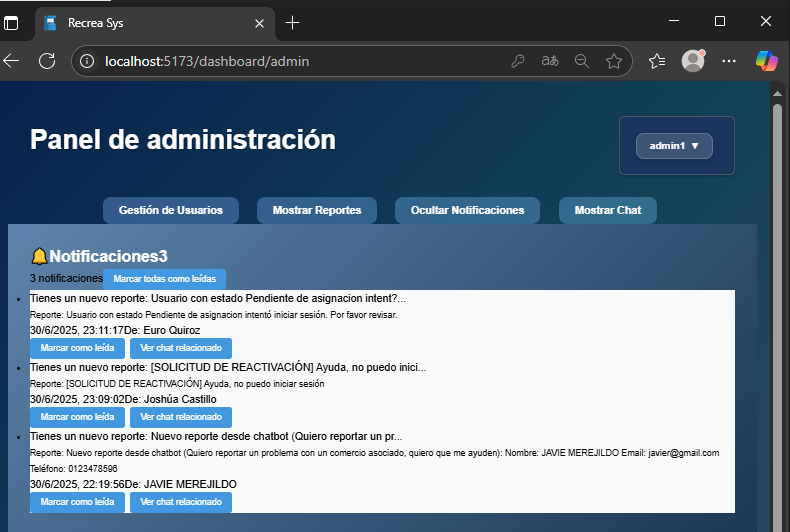 Recrea Sys
localhost:5173/dashboard/admin
Panel de administración
admin1 ▼
Gestión de Usuarios Mostrar Reportes Ocultar Notificaciones Mostrar Chat
Notificaciones3
3 notificaciones Marcar todas como leídas
Tienes un nuevo reporte: Usuario con estado Pendiente de asignacion intent?...
Reporte: Usuario con estado Pendiente de asignacion intentó iniciar sesión. Por favor revisar.
30/6/2025, 23:11:17De: Euro Quiroz
Marcar como leída Ver chat relacionado
Tienes un nuevo reporte: [SOLICITUD DE REACTIVACIÓN] Ayuda, no puedo inici...
Reporte: [SOLICITUD DE REACTIVACIÓN] Ayuda, no puedo iniciar sesión
30/6/2025, 23:09:02De: Joshúa Castillo
Marcar como leída Ver chat relacionado
Tienes un nuevo reporte: Nuevo reporte desde chatbot (Quiero reportar un pr...
Reporte: Nuevo reporte desde chatbot (Quiero reportar un problema con un comercio asociado, quiero que me ayuden): Nombre: JAVIE MEREJILDO Email: javier@gmail.com
Teléfono: 0123478596
30/6/2025, 22:19:56De: JAVIE MEREJILDO
Marcar como leída Ver chat relacionado